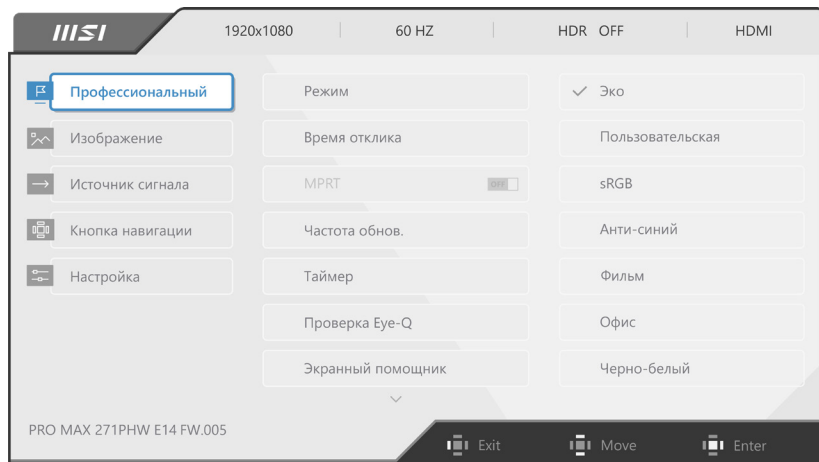 msi 1920x1080 60 HZ HDR OFF HDMI
Профессиональный Режим Эко
Изображение Время отклика Пользовательская
Источник сигнала MPRT OFF sRGB
Кнопка навигации Частота обнов. Анти-синий
Настройка Таймер Фильм
Проверка Eye-Q Офис
Экранный помощник Черно-белый
PRO MAX 271PHW E14 FW.005 Exit Move Enter